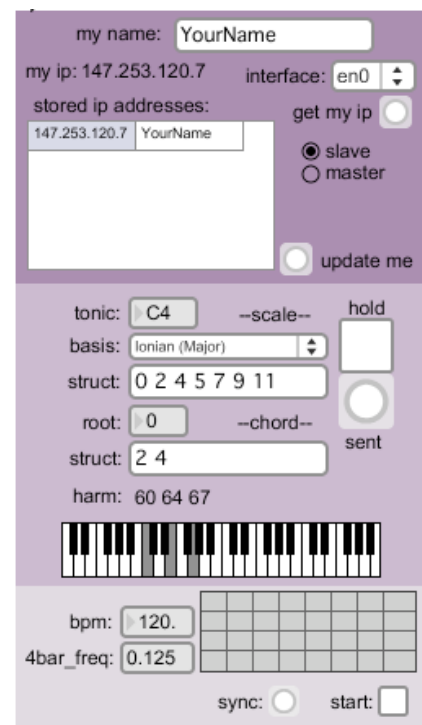 my name: YourName
my ip: 147.253.120.7 interface: en0
stored ip addresses: get my ip
147.253.120.7 YourName
slave
master
update me
tonic: C4 --scale-- hold
basis: Ionian (Major)
struct: 0 2 4 5 7 9 11
root: 0 --chord--
sent
struct: 2 4
harm: 60 64 67
bpm: 120.
4bar_freq: 0.125
sync: start: